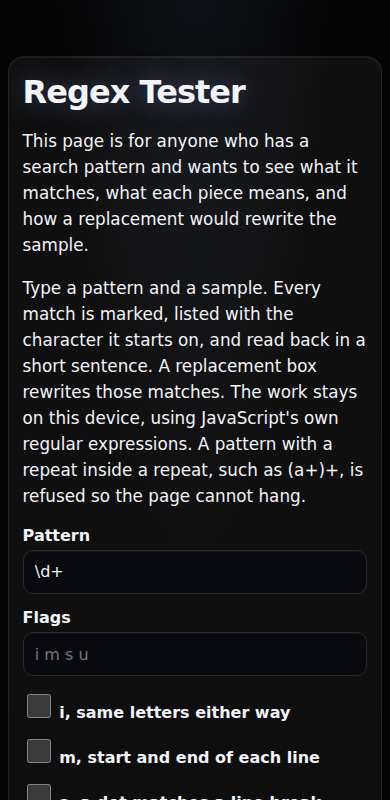 Regex Tester
This page is for anyone who has a
search pattern and wants to see what it
matches, what each piece means, and
how a replacement would rewrite the
sample.
Type a pattern and a sample. Every
match is marked, listed with the
character it starts on, and read back in a
short sentence. A replacement box
rewrites those matches. The work stays
on this device, using JavaScript's own
regular expressions. A pattern with a
repeat inside a repeat, such as (a+)+, is
refused so the page cannot hang.
Pattern
\d+
Flags
i m s u
i, same letters either way
m, start and end of each line
s, a dot matches a line break